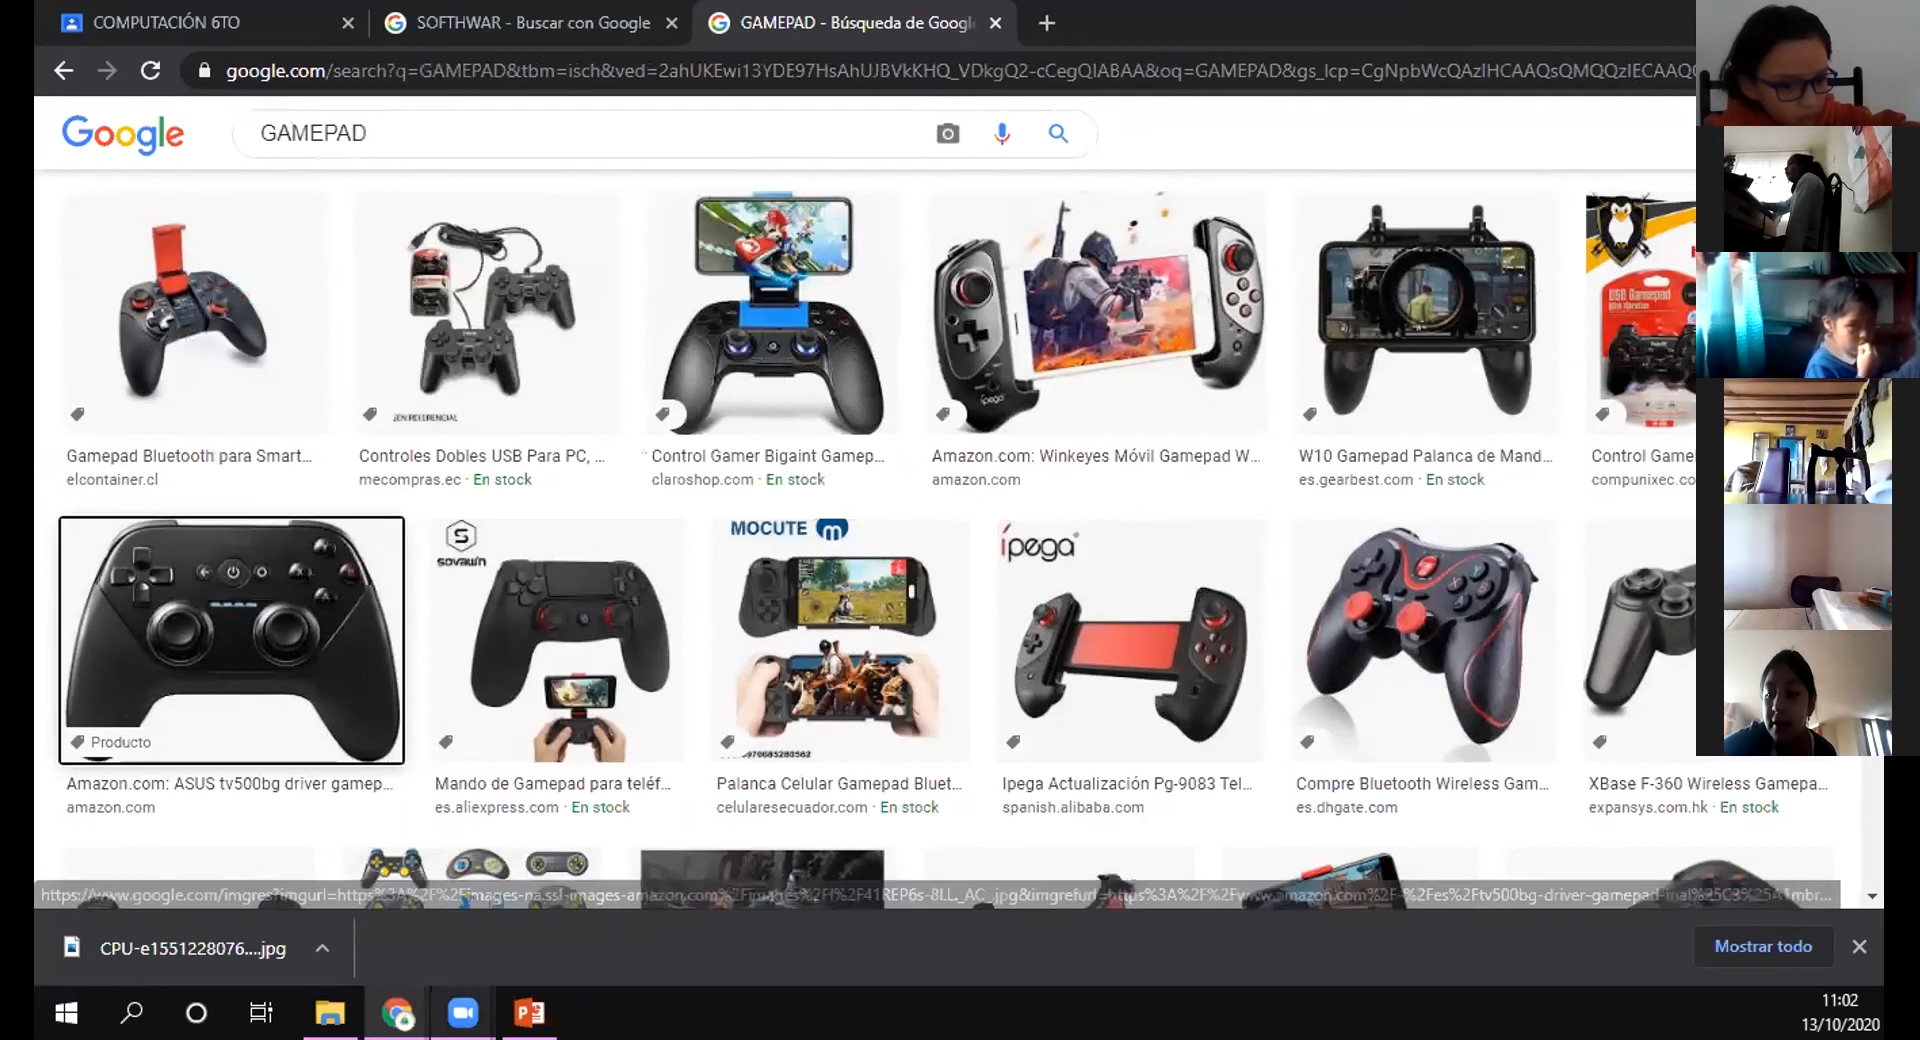 COMPUTACIÓN 6TO
SOFTHWAR - Buscar con Google
GAMEPAD - Búsqueda de Googl
google.com/search?q=GAMEPAD&tbm=isch&ved=2ahUKEwi13YDE97HsAhUJBVkKHQ_VDkgQ2-cCegQIABAA&oq=GAMEPAD&gs_lcp=CgNpbWcQAzIHCAAQsQMQQzIECAAQ
Google
GAMEPAD
USB Gamepad
Gamepad Bluetooth para Smart...
elcontainer.cl
Controles Dobles USB Para PC, ...
mecompras.ec · En stock
Control Gamer Bigaint Gamep...
claroshop.com · En stock
ipega
Amazon.com: Winkeyes Móvil Gamepad W...
amazon.com
W10 Gamepad Palanca de Mand...
es.gearbest.com · En stock
Control Game
compunixec.co
Producto
Amazon.com: ASUS tv500bg driver gamep...
amazon.com
S
sovawin
Mando de Gamepad para teléf...
es.aliexpress.com · En stock
MOCUTE m
Palanca Celular Gamepad Bluet...
celularesecuador.com · En stock
ípega
Ipega Actualización Pg-9083 Tel...
spanish.alibaba.com
Compre Bluetooth Wireless Gam...
es.dhgate.com
XBase F-360 Wireless Gamepa...
expansys.com.hk · En stock
CPU-e1551228076....jpg
Mostrar todo
11:02
13/10/2020